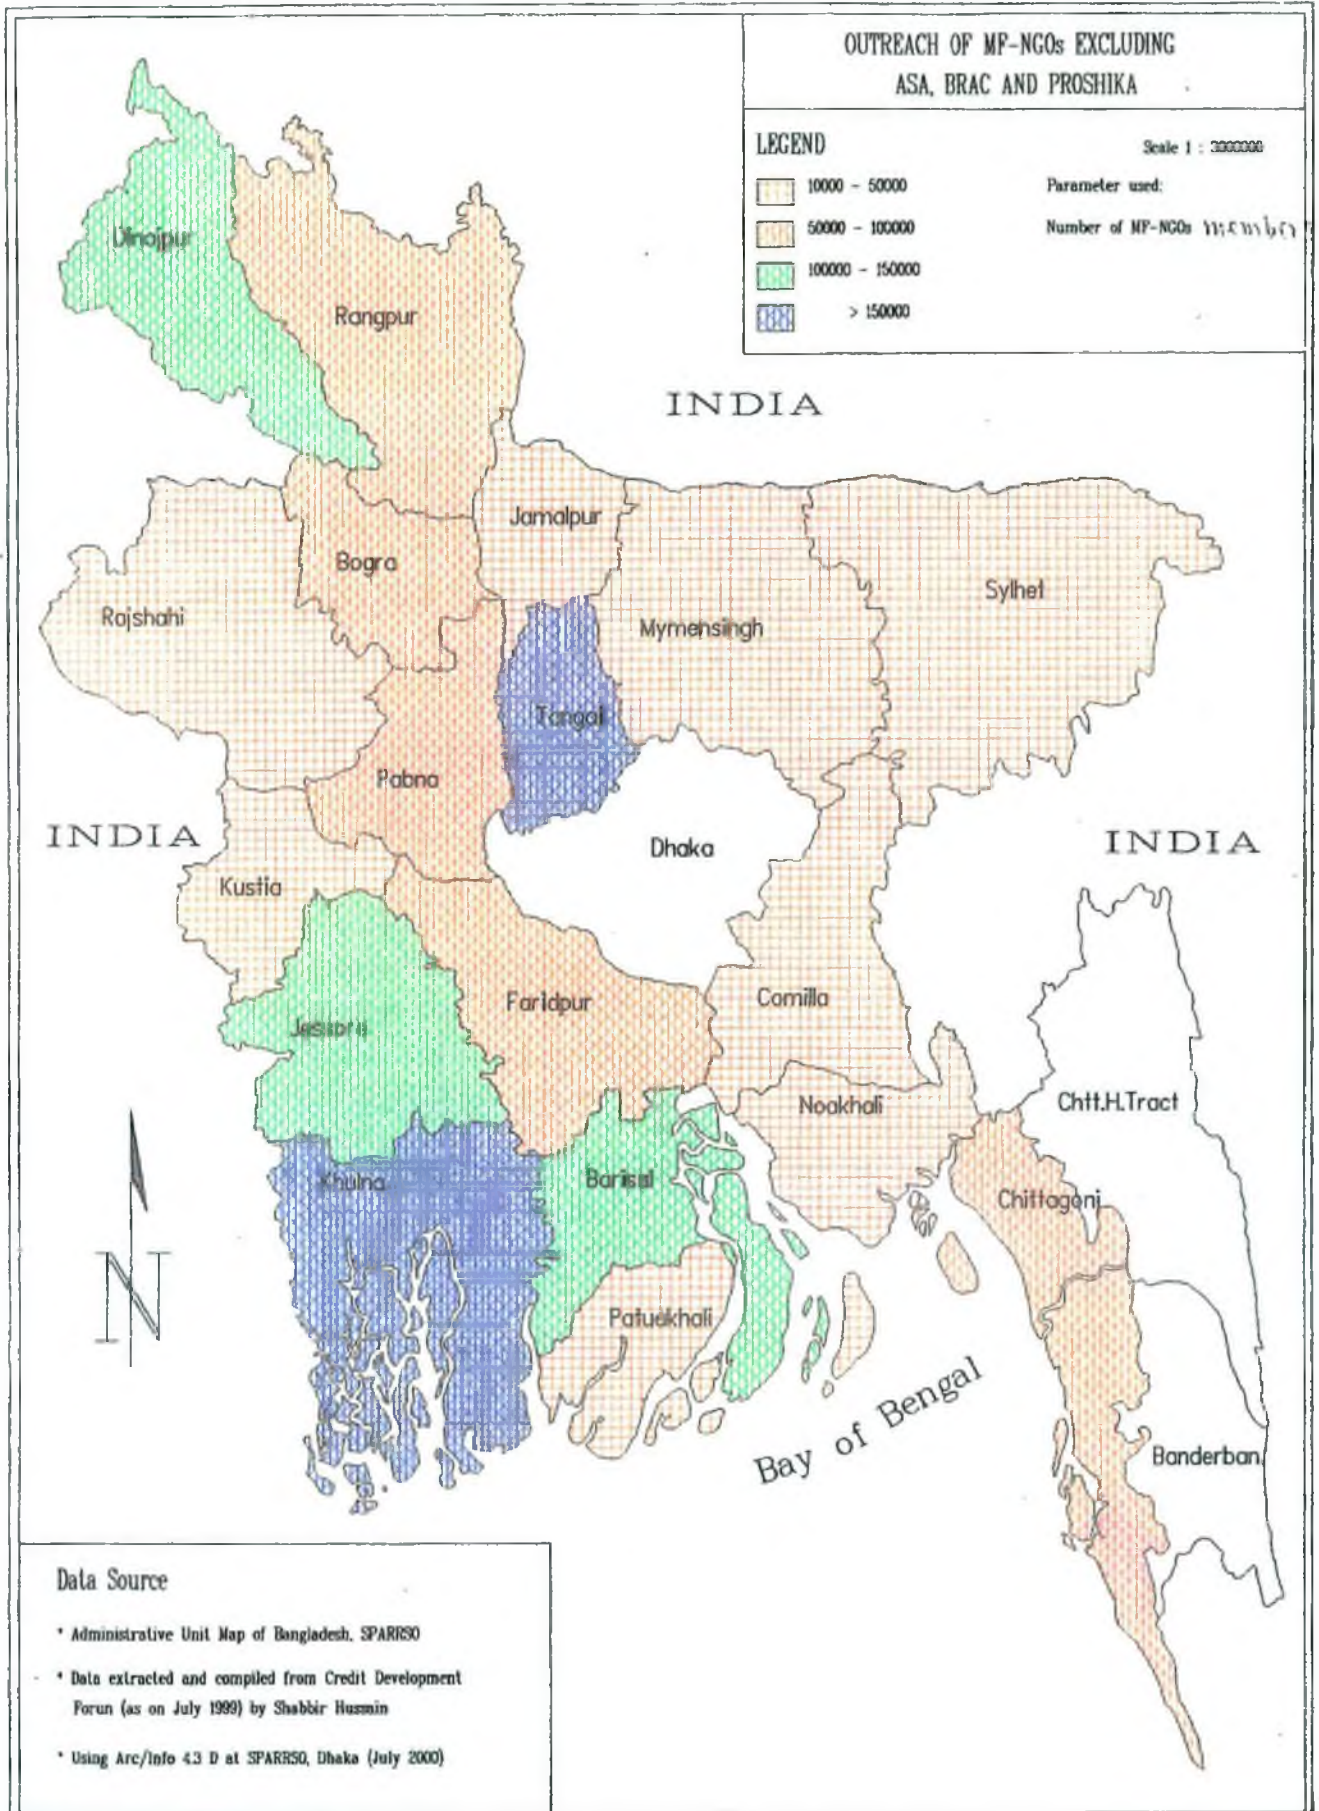 OUTREACH OF MF-NGOs EXCLUDING
ASA, BRAC AND PROSHIKA
LEGEND
Scale 1 : 3000000
10000 - 50000
Parameter used:
50000 - 100000
Number of MF-NGOs member
100000 - 150000
> 150000
Dinajpur
Rangpur
INDIA
Jamalpur
Bogra
Sylhet
Rajshahi
Mymensingh
Tangail
Pabna
INDIA
Dhaka
INDIA
Kustia
Comilla
Faridpur
Jessore
Chtt.H.Tract
Noakhali
Khulna
Barisal
Chittagonj
N
Patuakhali
Bay of Bengal
Banderban
Data Source
* Administrative Unit Map of Bangladesh, SPARRSO
* Data extracted and compiled from Credit Development
Forun (as on July 1999) by Shabbir Husnin
* Using Arc/Info 4.3 D at SPARRSO, Dhaka (July 2000)